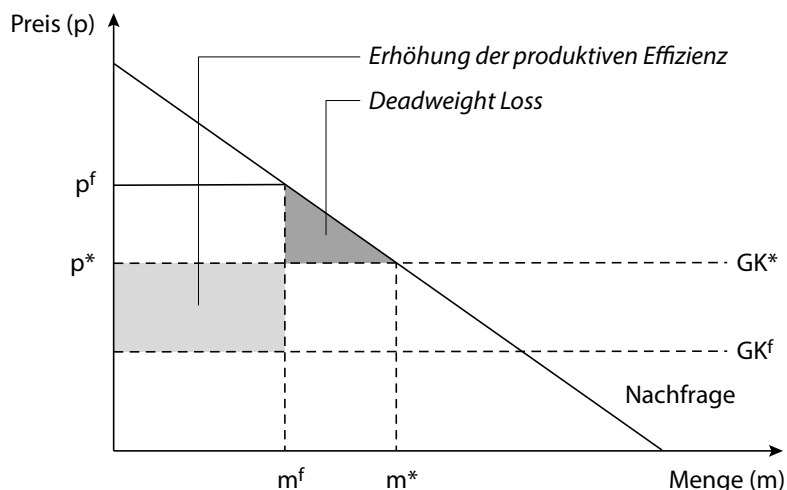 Preis (p)
Erhöhung der produktiven Effizienz
Deadweight Loss
pᶠ
p*
GK*
GKᶠ
Nachfrage
mᶠ
m*
Menge (m)